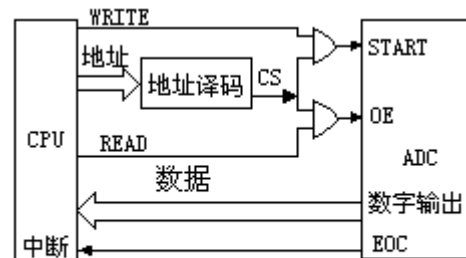 WRITE
START
地址
地址译码
CS
OE
CPU
READ
ADC
数据
数字输出
中断
EOC